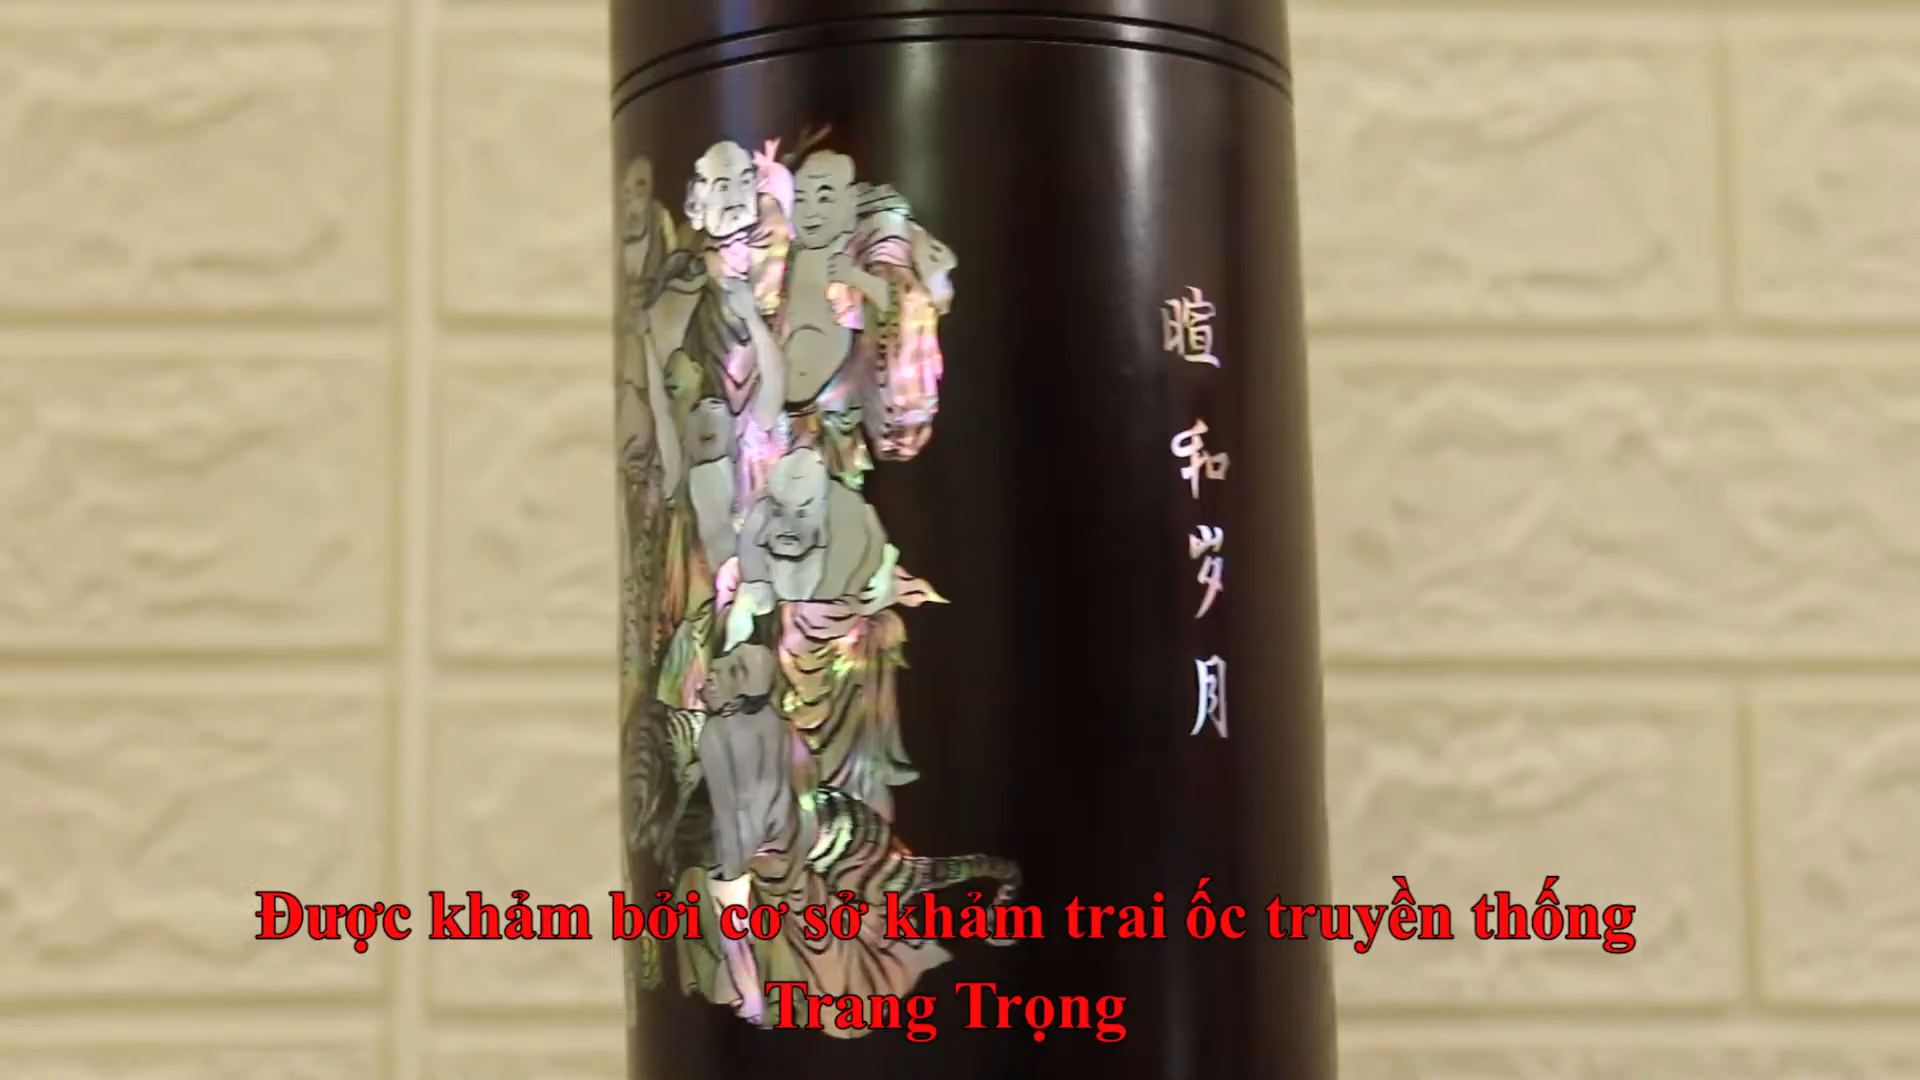 暄和岁月
Được khảm bởi cơ sở khảm trai ốc truyền thống
Trang Trọng